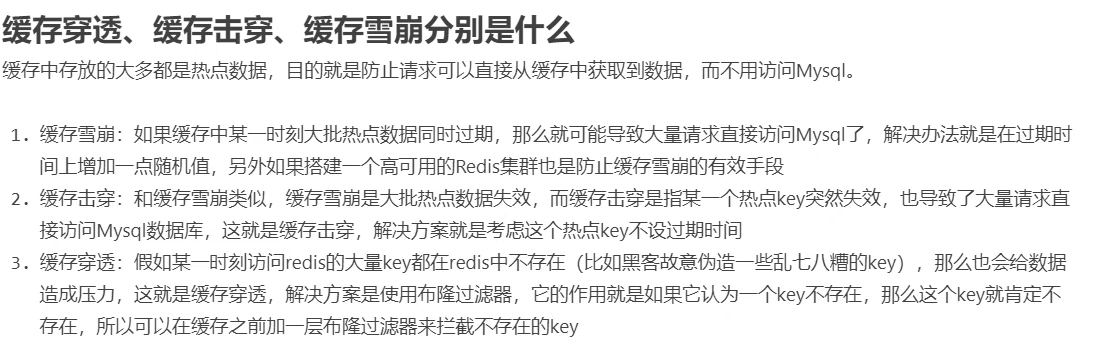 缓存穿透、缓存击穿、缓存雪崩分别是什么
缓存中存放的大多都是热点数据，目的就是防止请求可以直接从缓存中获取到数据，而不用访问Mysql。
1. 缓存雪崩：如果缓存中某一时刻大批热点数据同时过期，那么就可能导致大量请求直接访问Mysql了，解决办法就是在过期时
间上增加一点随机值，另外如果搭建一个高可用的Redis集群也是防止缓存雪崩的有效手段
2. 缓存击穿：和缓存雪崩类似，缓存雪崩是大批热点数据失效，而缓存击穿是指某一个热点key突然失效，也导致了大量请求直
接访问Mysql数据库，这就是缓存击穿，解决方案就是考虑这个热点key不设过期时间
3. 缓存穿透：假如某一时刻访问redis的大量key都在redis中不存在（比如黑客故意伪造一些乱七八糟的key），那么也会给数据
造成压力，这就是缓存穿透，解决方案是使用布隆过滤器，它的作用就是如果它认为一个key不存在，那么这个key就肯定不
存在，所以可以在缓存之前加一层布隆过滤器来拦截不存在的key